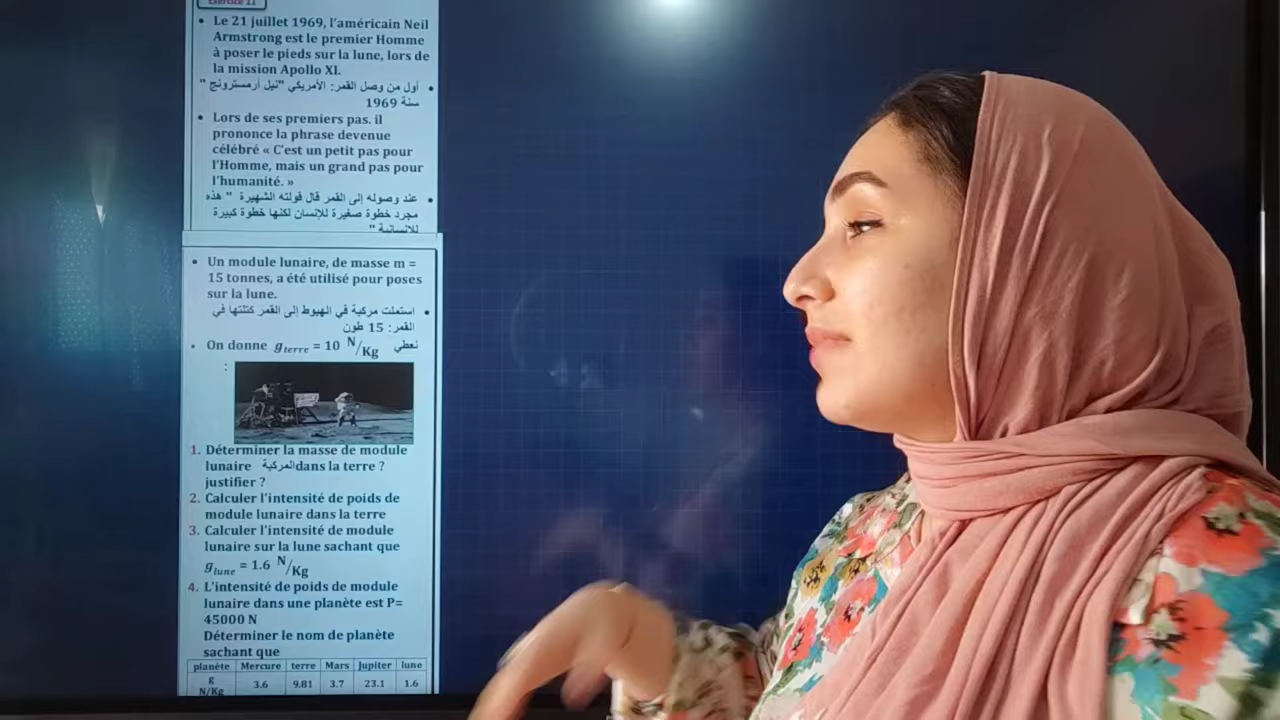 Exercice 11
• Le 21 juillet 1969, l'américain Neil
Armstrong est le premier Homme
à poser le pieds sur la lune, lors de
la mission Apollo XI.
• أول من وصل القمر: الأمريكي "نيل أرمسترونج "
سنة 1969
• Lors de ses premiers pas. il
prononce la phrase devenue
célébré « C'est un petit pas pour
l'Homme, mais un grand pas pour
l'humanité. »
• عند وصوله إلى القمر قال قولته الشهيرة " هذه
مجرد خطوة صغيرة للإنسان لكنها خطوة كبيرة
للإنسانية "
• Un module lunaire, de masse m =
15 tonnes, a été utilisé pour poses
sur la lune.
• استملت مركبة في الهبوط إلى القمر كتلتها في
القمر: 15 طون
• On donne g terre = 10 N/Kg نعطي
:
1. Déterminer la masse de module
lunaire المركبة dans la terre ?
justifier ?
2. Calculer l'intensité de poids de
module lunaire dans la terre
3. Calculer l'intensité de module
lunaire sur la lune sachant que
g lune = 1.6 N/Kg
4. L'intensité de poids de module
lunaire dans une planète est P=
45000 N
Déterminer le nom de planète
sachant que
planète Mercure terre Mars Jupiter lune
g N/Kg 3.6 9.81 3.7 23.1 1.6